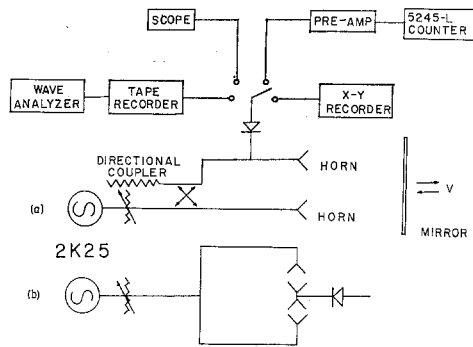 SCOPE
PRE-AMP
5245-L
COUNTER
WAVE
ANALYZER
TAPE
RECORDER
X-Y
RECORDER
DIRECTIONAL
COUPLER
HORN
(a)
S
HORN
V
MIRROR
2K25
(b)
S